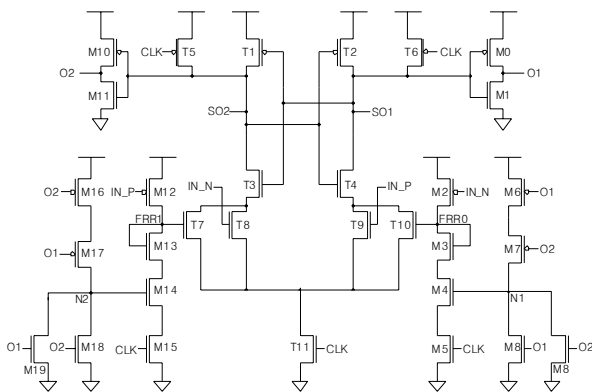 M10
T5
T1
T2
T6
M0
CLK
CLK
O2
O1
M11
M1
SO2
SO1
M16
M12
IN_N
T3
T4
IN_P
M2
M6
O2
IN_P
IN_N
O1
FRR1
FRR0
T7
T8
T9
T10
M17
M13
M3
M7
O1
O2
N2
M14
M4
N1
O1
O2
M18
CLK
M15
T11
CLK
M5
CLK
M8
O1
O2
M19
M8